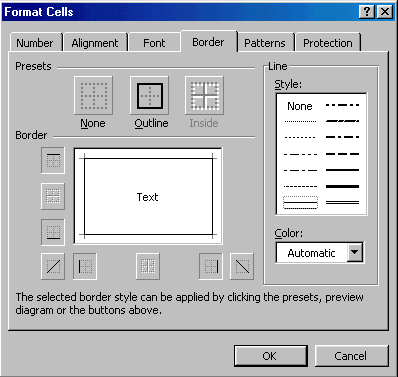 Format Cells
Number Alignment Font Border Patterns Protection
Presets
None Outline Inside
Border
Text
Line
Style:
None
Color:
Automatic
The selected border style can be applied by clicking the presets, preview
diagram or the buttons above.
OK Cancel